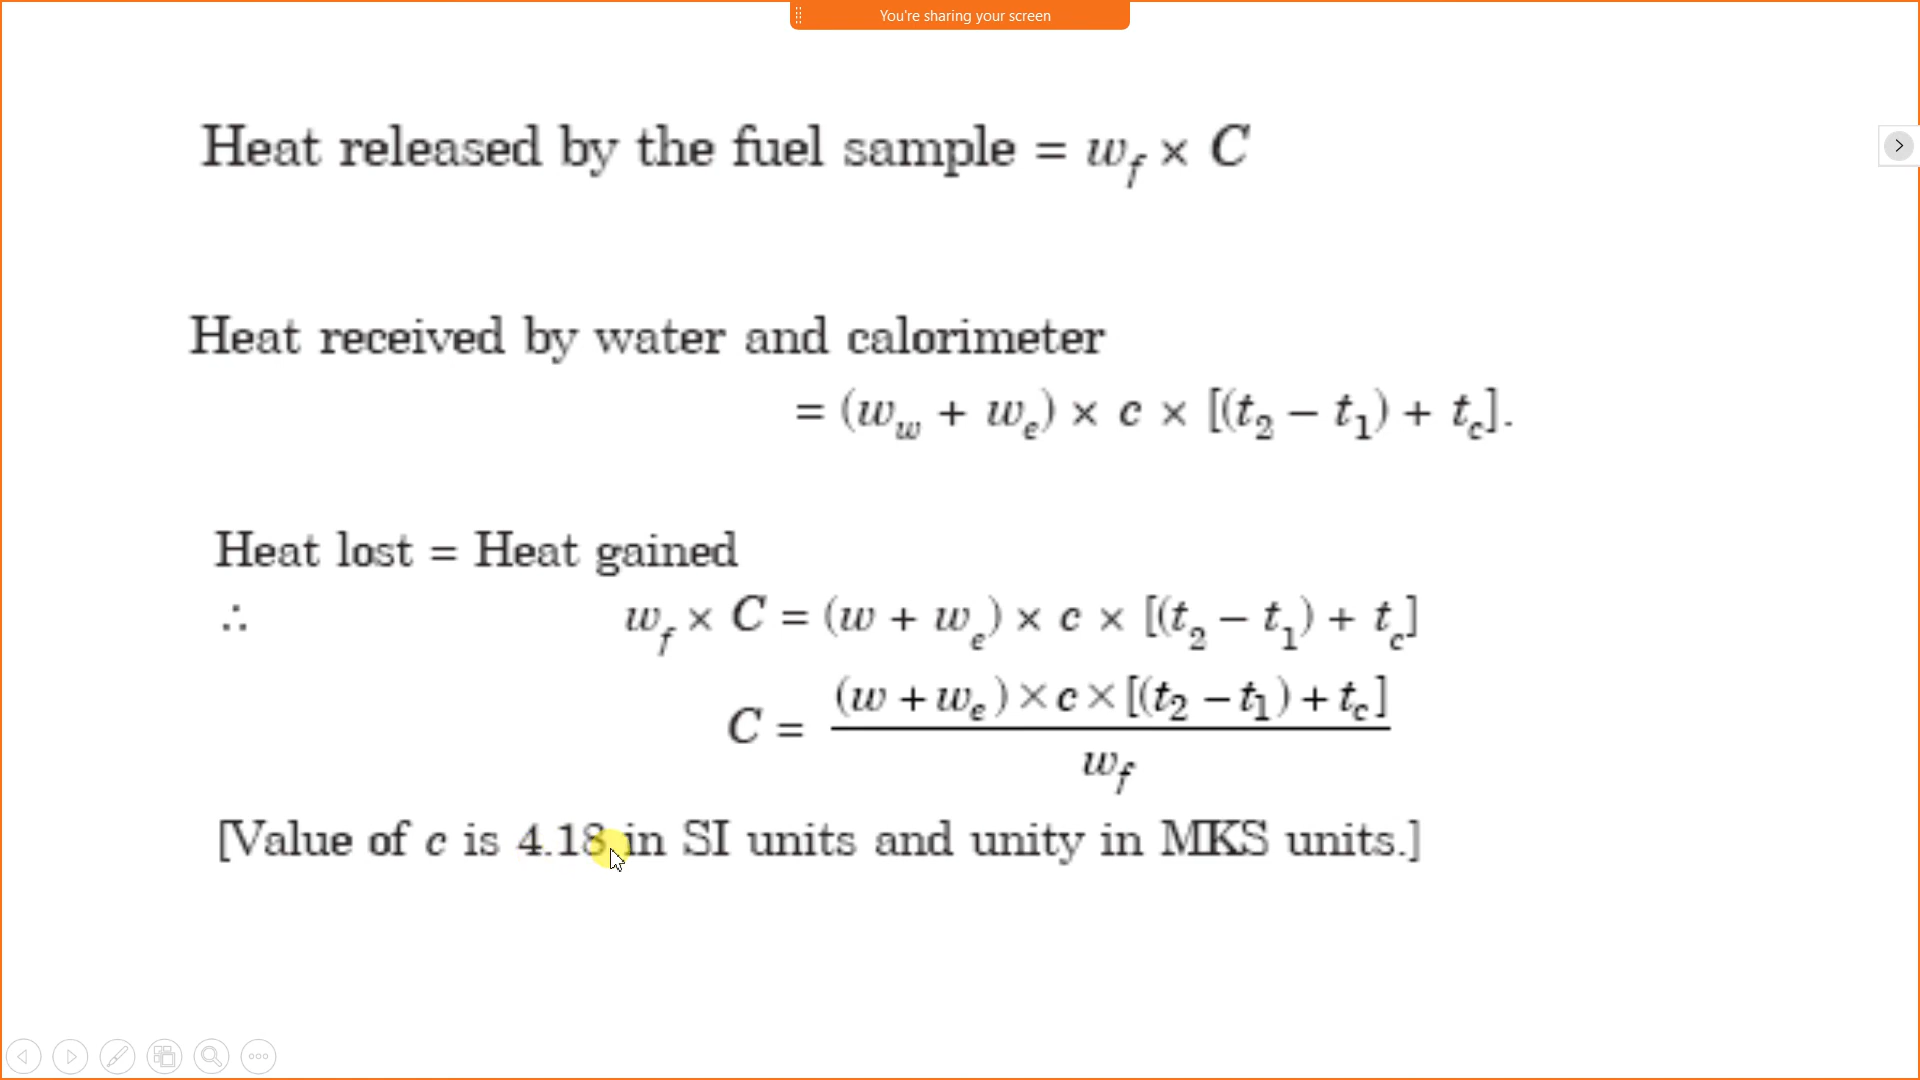 You're sharing your screen
Heat released by the fuel sample = w_f × C
Heat received by water and calorimeter
= (w_w + w_e) × c × [(t_2 – t_1) + t_c].
Heat lost = Heat gained
∴ w_f × C = (w + w_e) × c × [(t_2 – t_1) + t_c]
C = (w + w_e) × c × [(t_2 – t_1) + t_c]
w_f
[Value of c is 4.18 in SI units and unity in MKS units.]